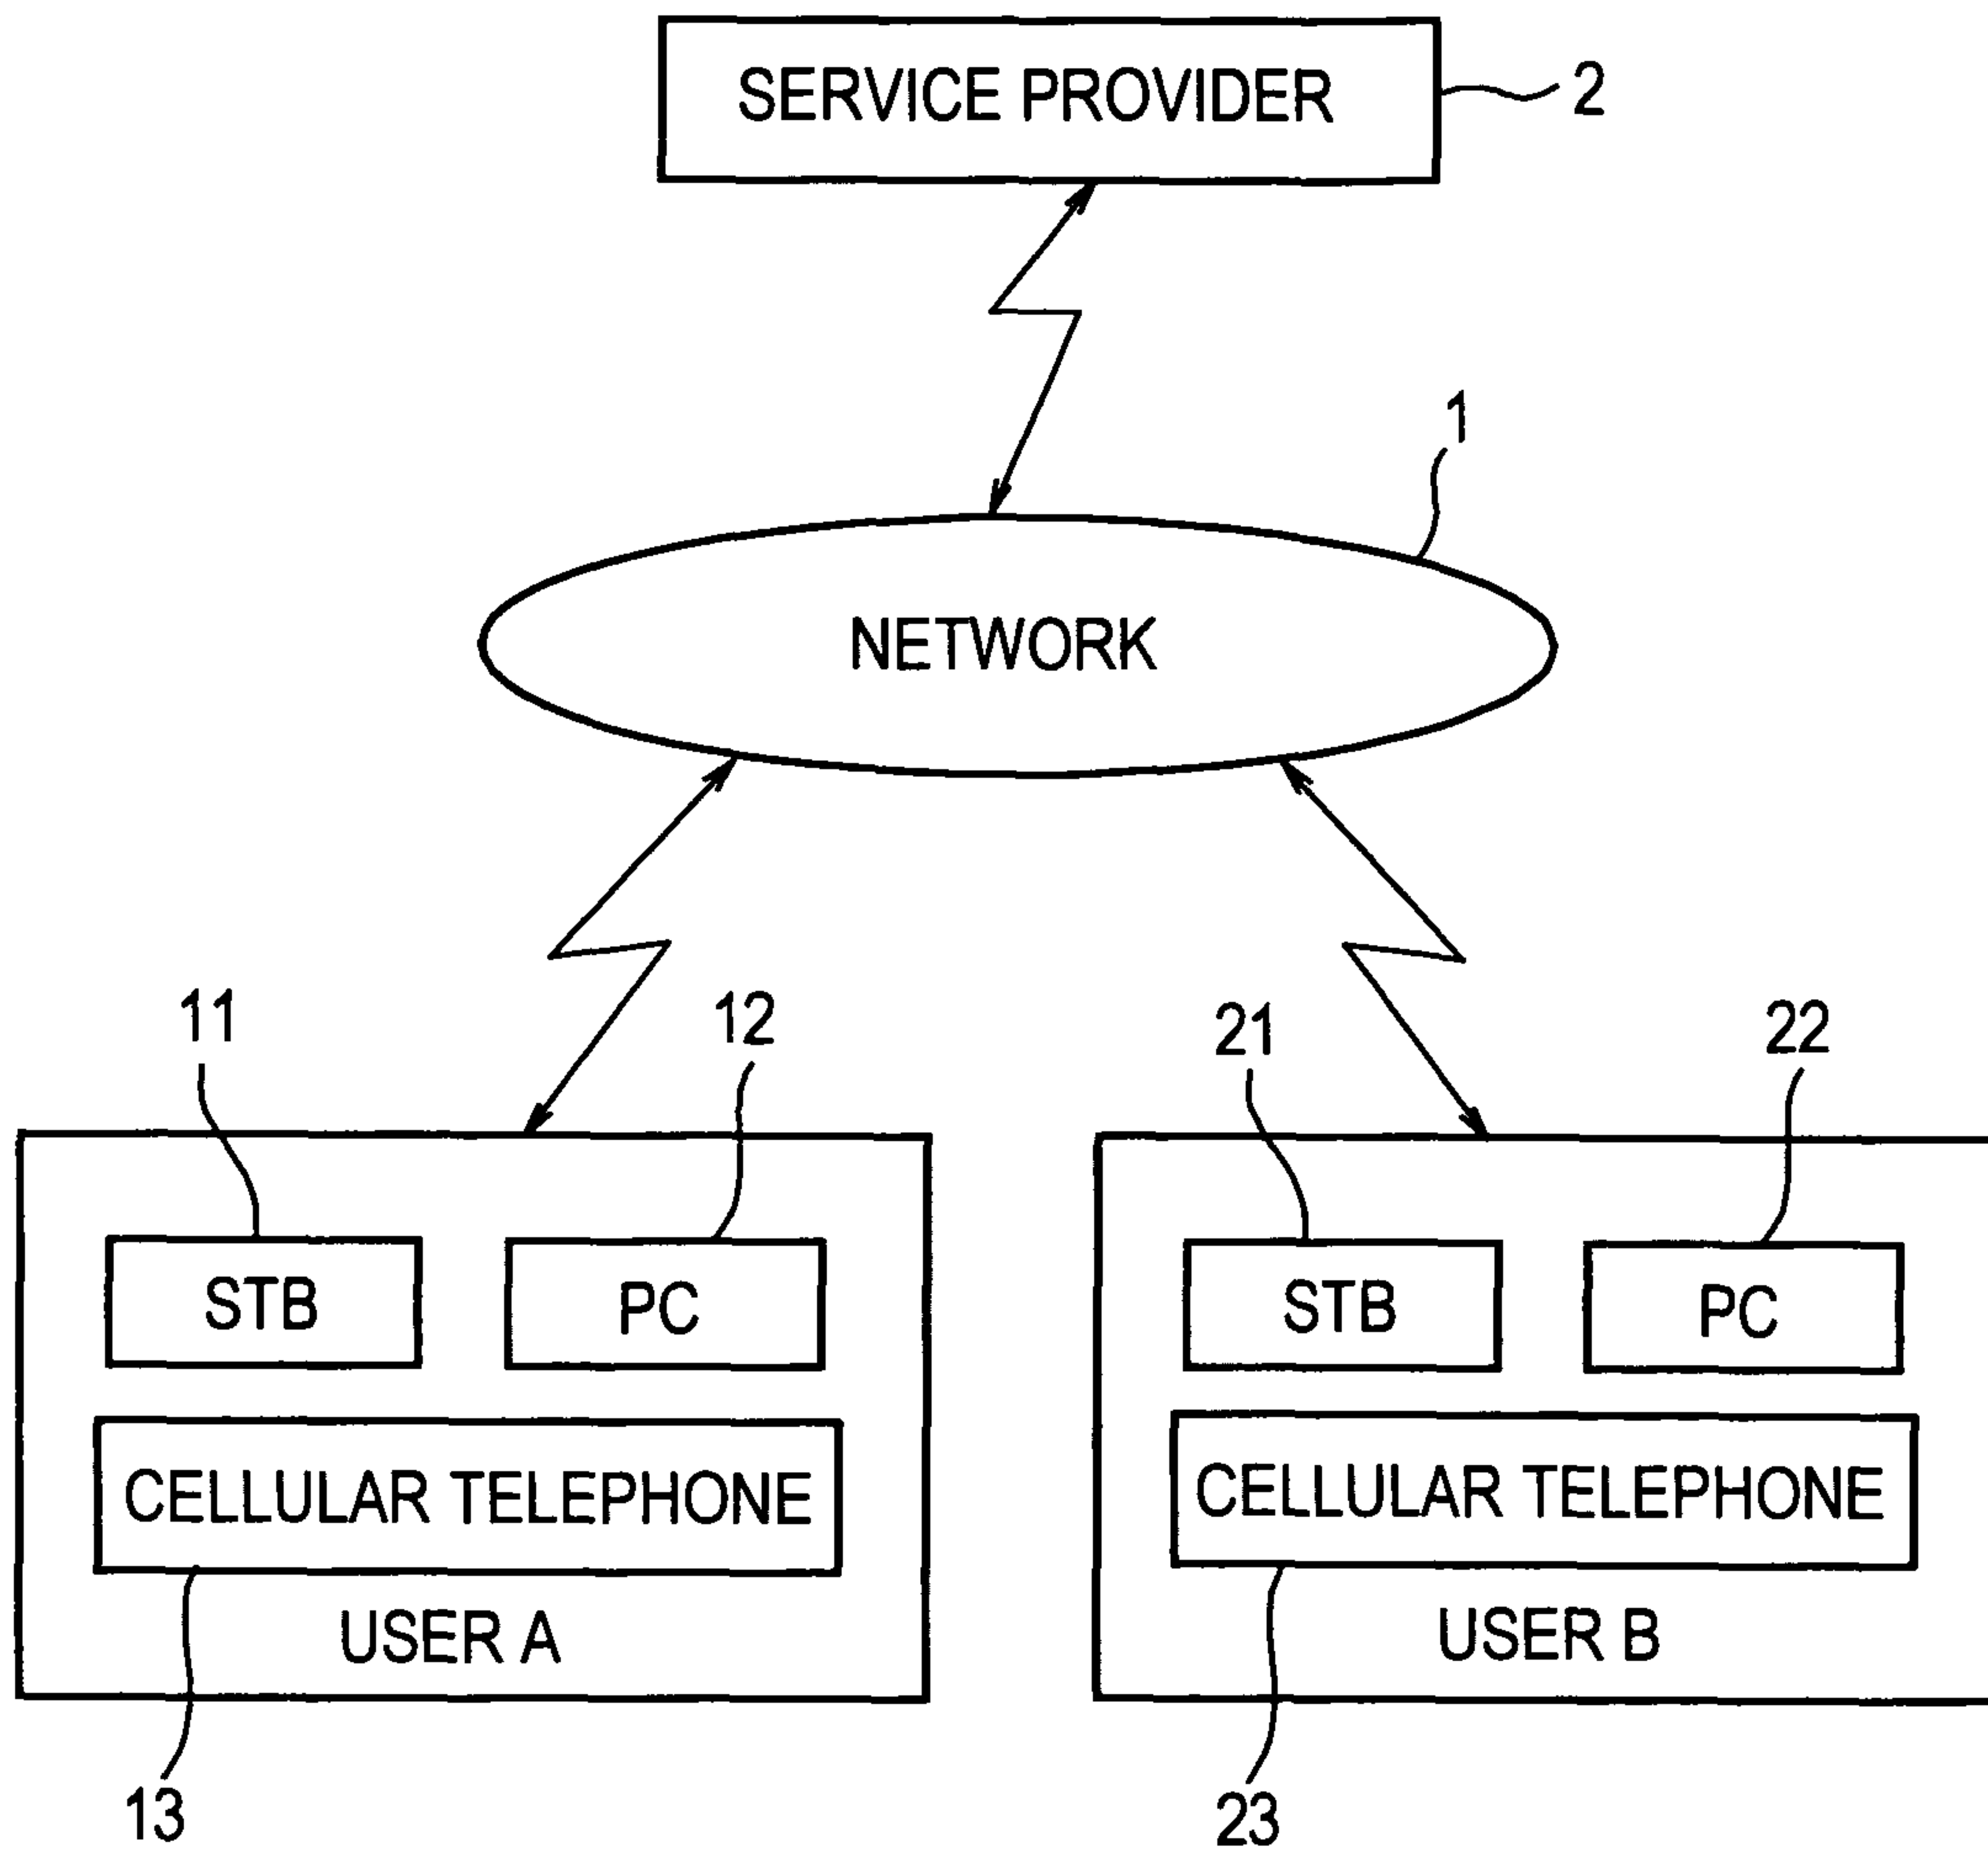 SERVICE PROVIDER
2
1
NETWORK
11
12
21
22
STB
PC
STB
PC
CELLULAR TELEPHONE
CELLULAR TELEPHONE
USER A
USER B
13
23